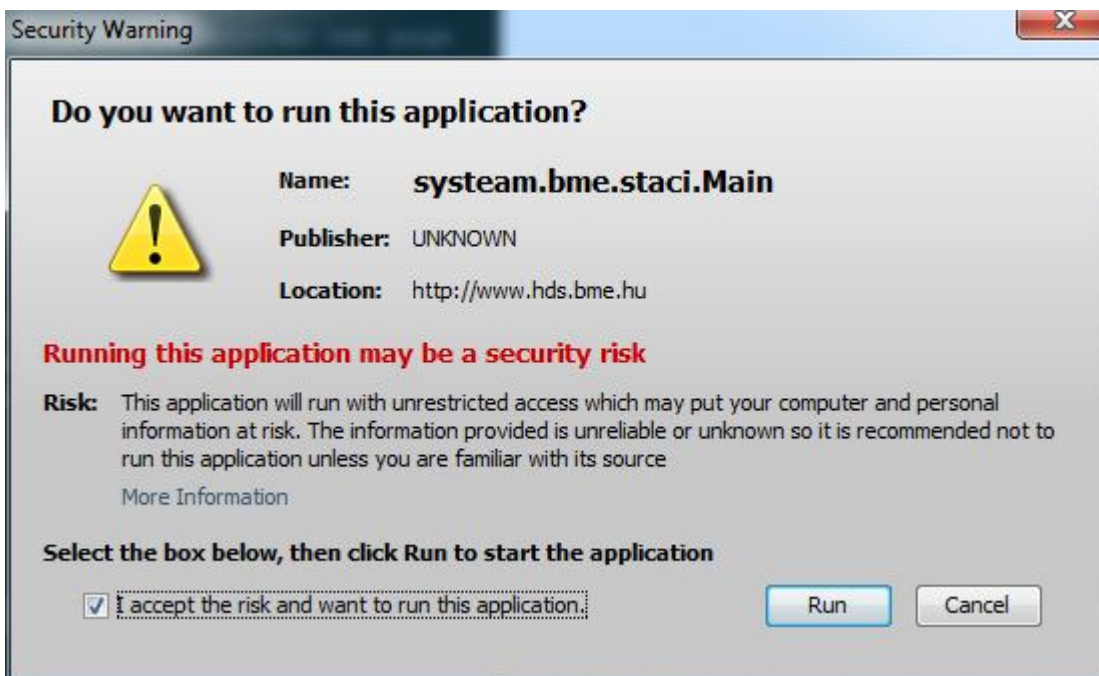 Security Warning
Do you want to run this application?
Name: systeam.bme.staci.Main
Publisher: UNKNOWN
Location: http://www.hds.bme.hu
Running this application may be a security risk
Risk: This application will run with unrestricted access which may put your computer and personal
information at risk. The information provided is unreliable or unknown so it is recommended not to
run this application unless you are familiar with its source
More Information
Select the box below, then click Run to start the application
I accept the risk and want to run this application.
Run Cancel